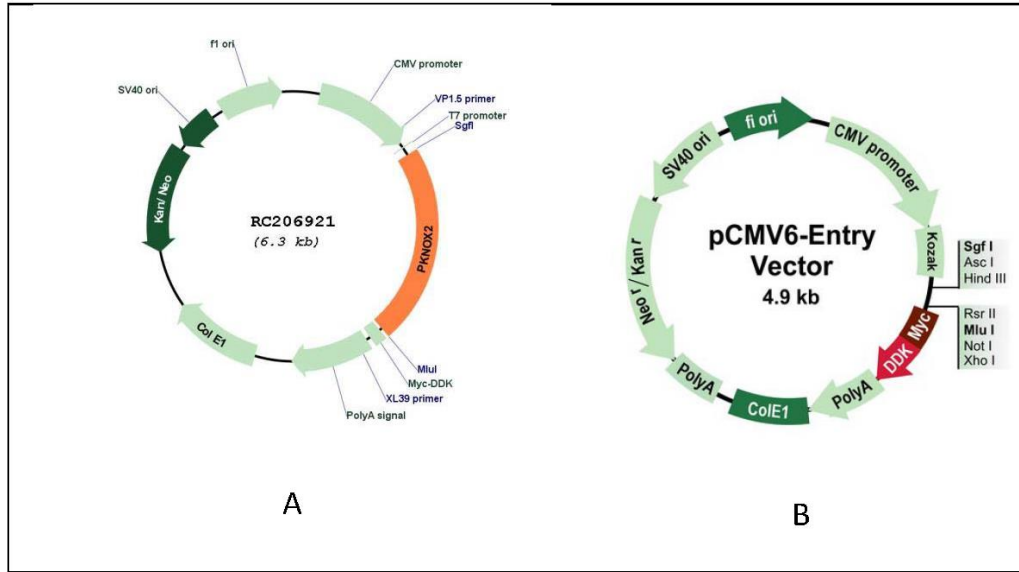 f1 ori
CMV promoter
SV40 ori
VP1.5 primer
T7 promoter
SgfI
Kan/Neo
RC206921
(6.3 kb)
PKNOX2
Col E1
MluI
Myc-DDK
XL39 primer
PolyA signal
A
fi ori
CMV promoter
SV40 ori
Kozak
pCMV6-Entry
Vector
4.9 kb
Sgf I
Asc I
Hind III
Rsr II
Mlu I
Not I
Xho I
Myc
DDK
Neo r / Kan r
PolyA
ColE1
PolyA
B